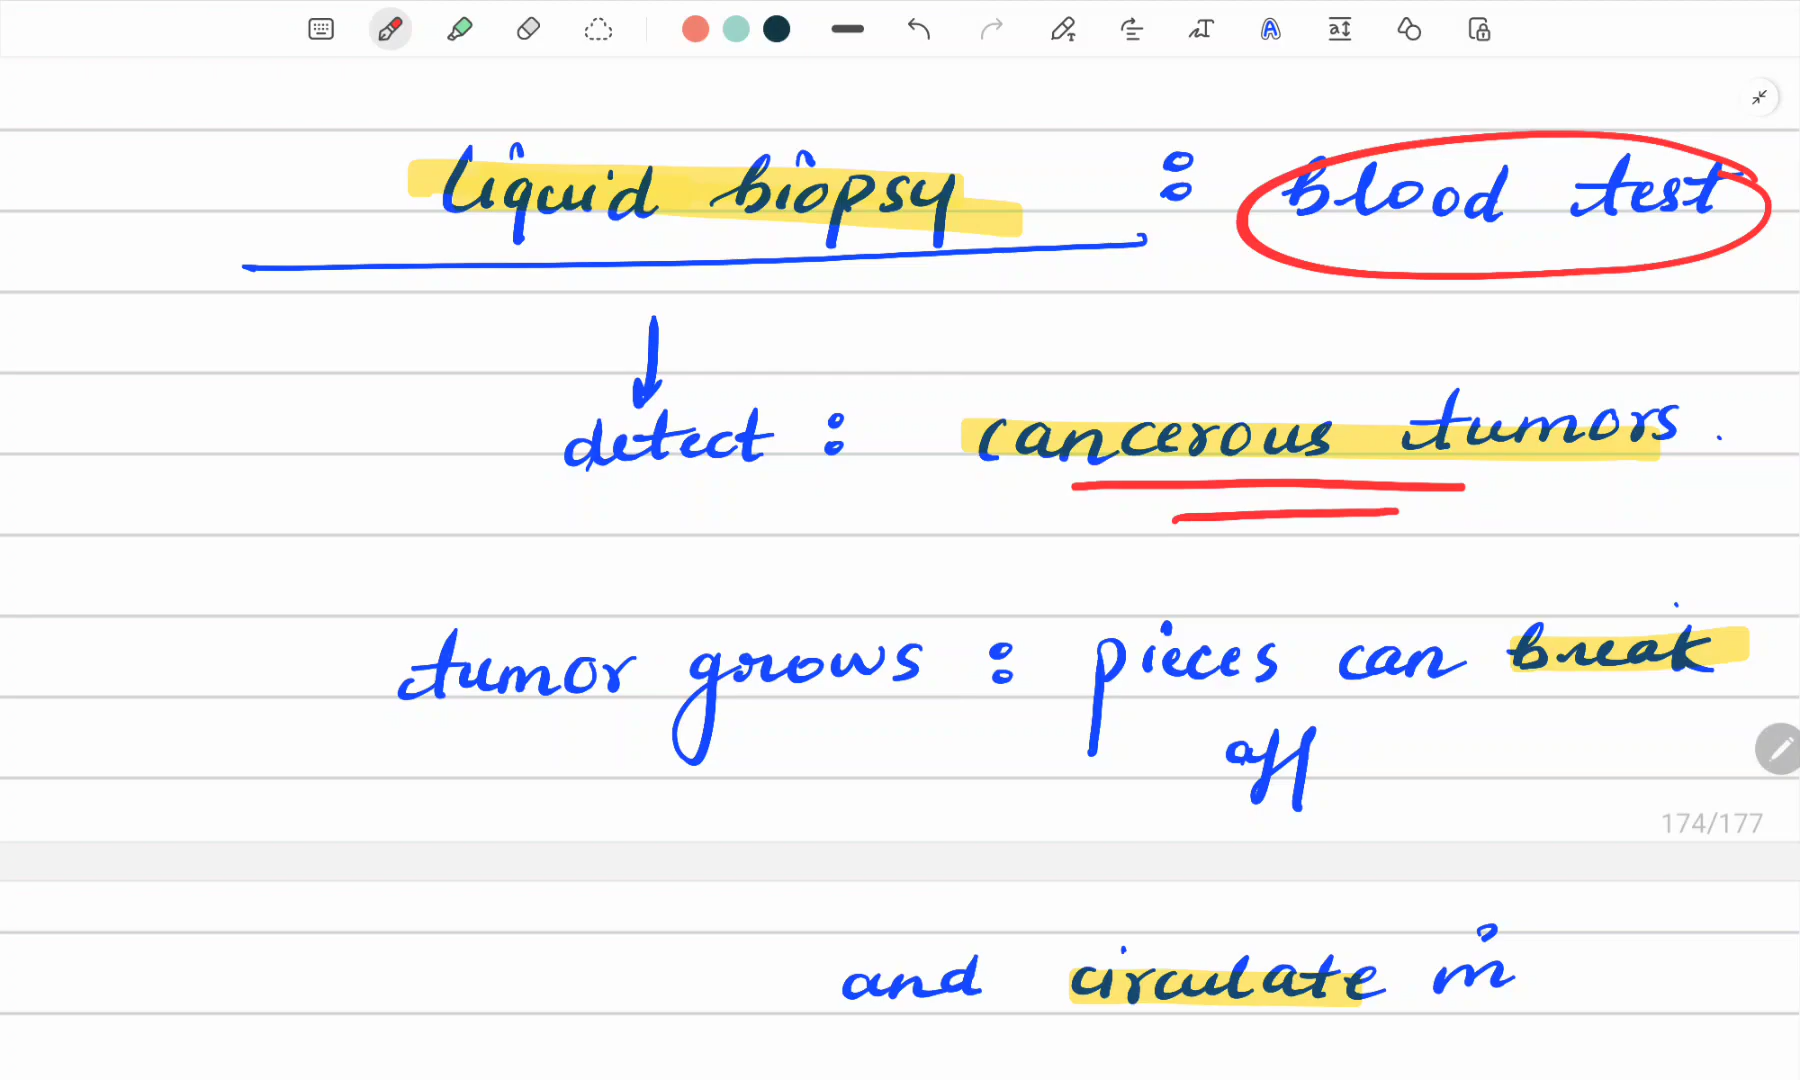 liquid biopsy : blood test
detect : cancerous tumors.
tumor grows : pieces can break
off
174/177
and circulate in